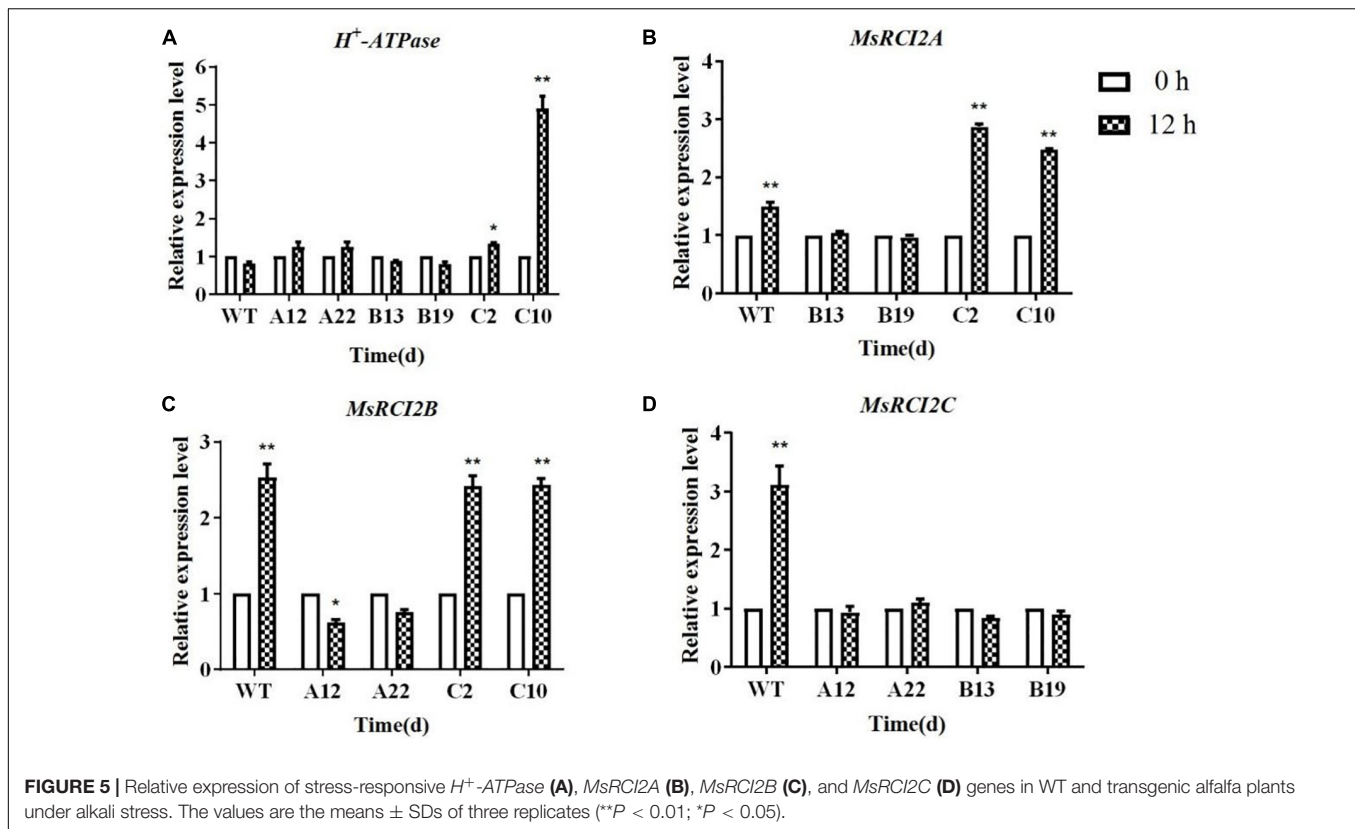 A
H⁺-ATPase
Relative expression level
6
5
4
3
2
1
0
**
*
WT A12 A22 B13 B19 C2 C10
Time(d)
B
MsRCI2A
Relative expression level
4
3
2
1
0
**
**
**
WT B13 B19 C2 C10
Time(d)
0 h
12 h
C
MsRCI2B
Relative expression level
3
2
1
0
**
*
**
**
WT A12 A22 C2 C10
Time(d)
D
MsRCI2C
Relative expression level
4
3
2
1
0
**
WT A12 A22 B13 B19
Time(d)
FIGURE 5 | Relative expression of stress-responsive H⁺-ATPase (A), MsRCI2A (B), MsRCI2B (C), and MsRCI2C (D) genes in WT and transgenic alfalfa plants
under alkali stress. The values are the means ± SDs of three replicates (**P < 0.01; *P < 0.05).